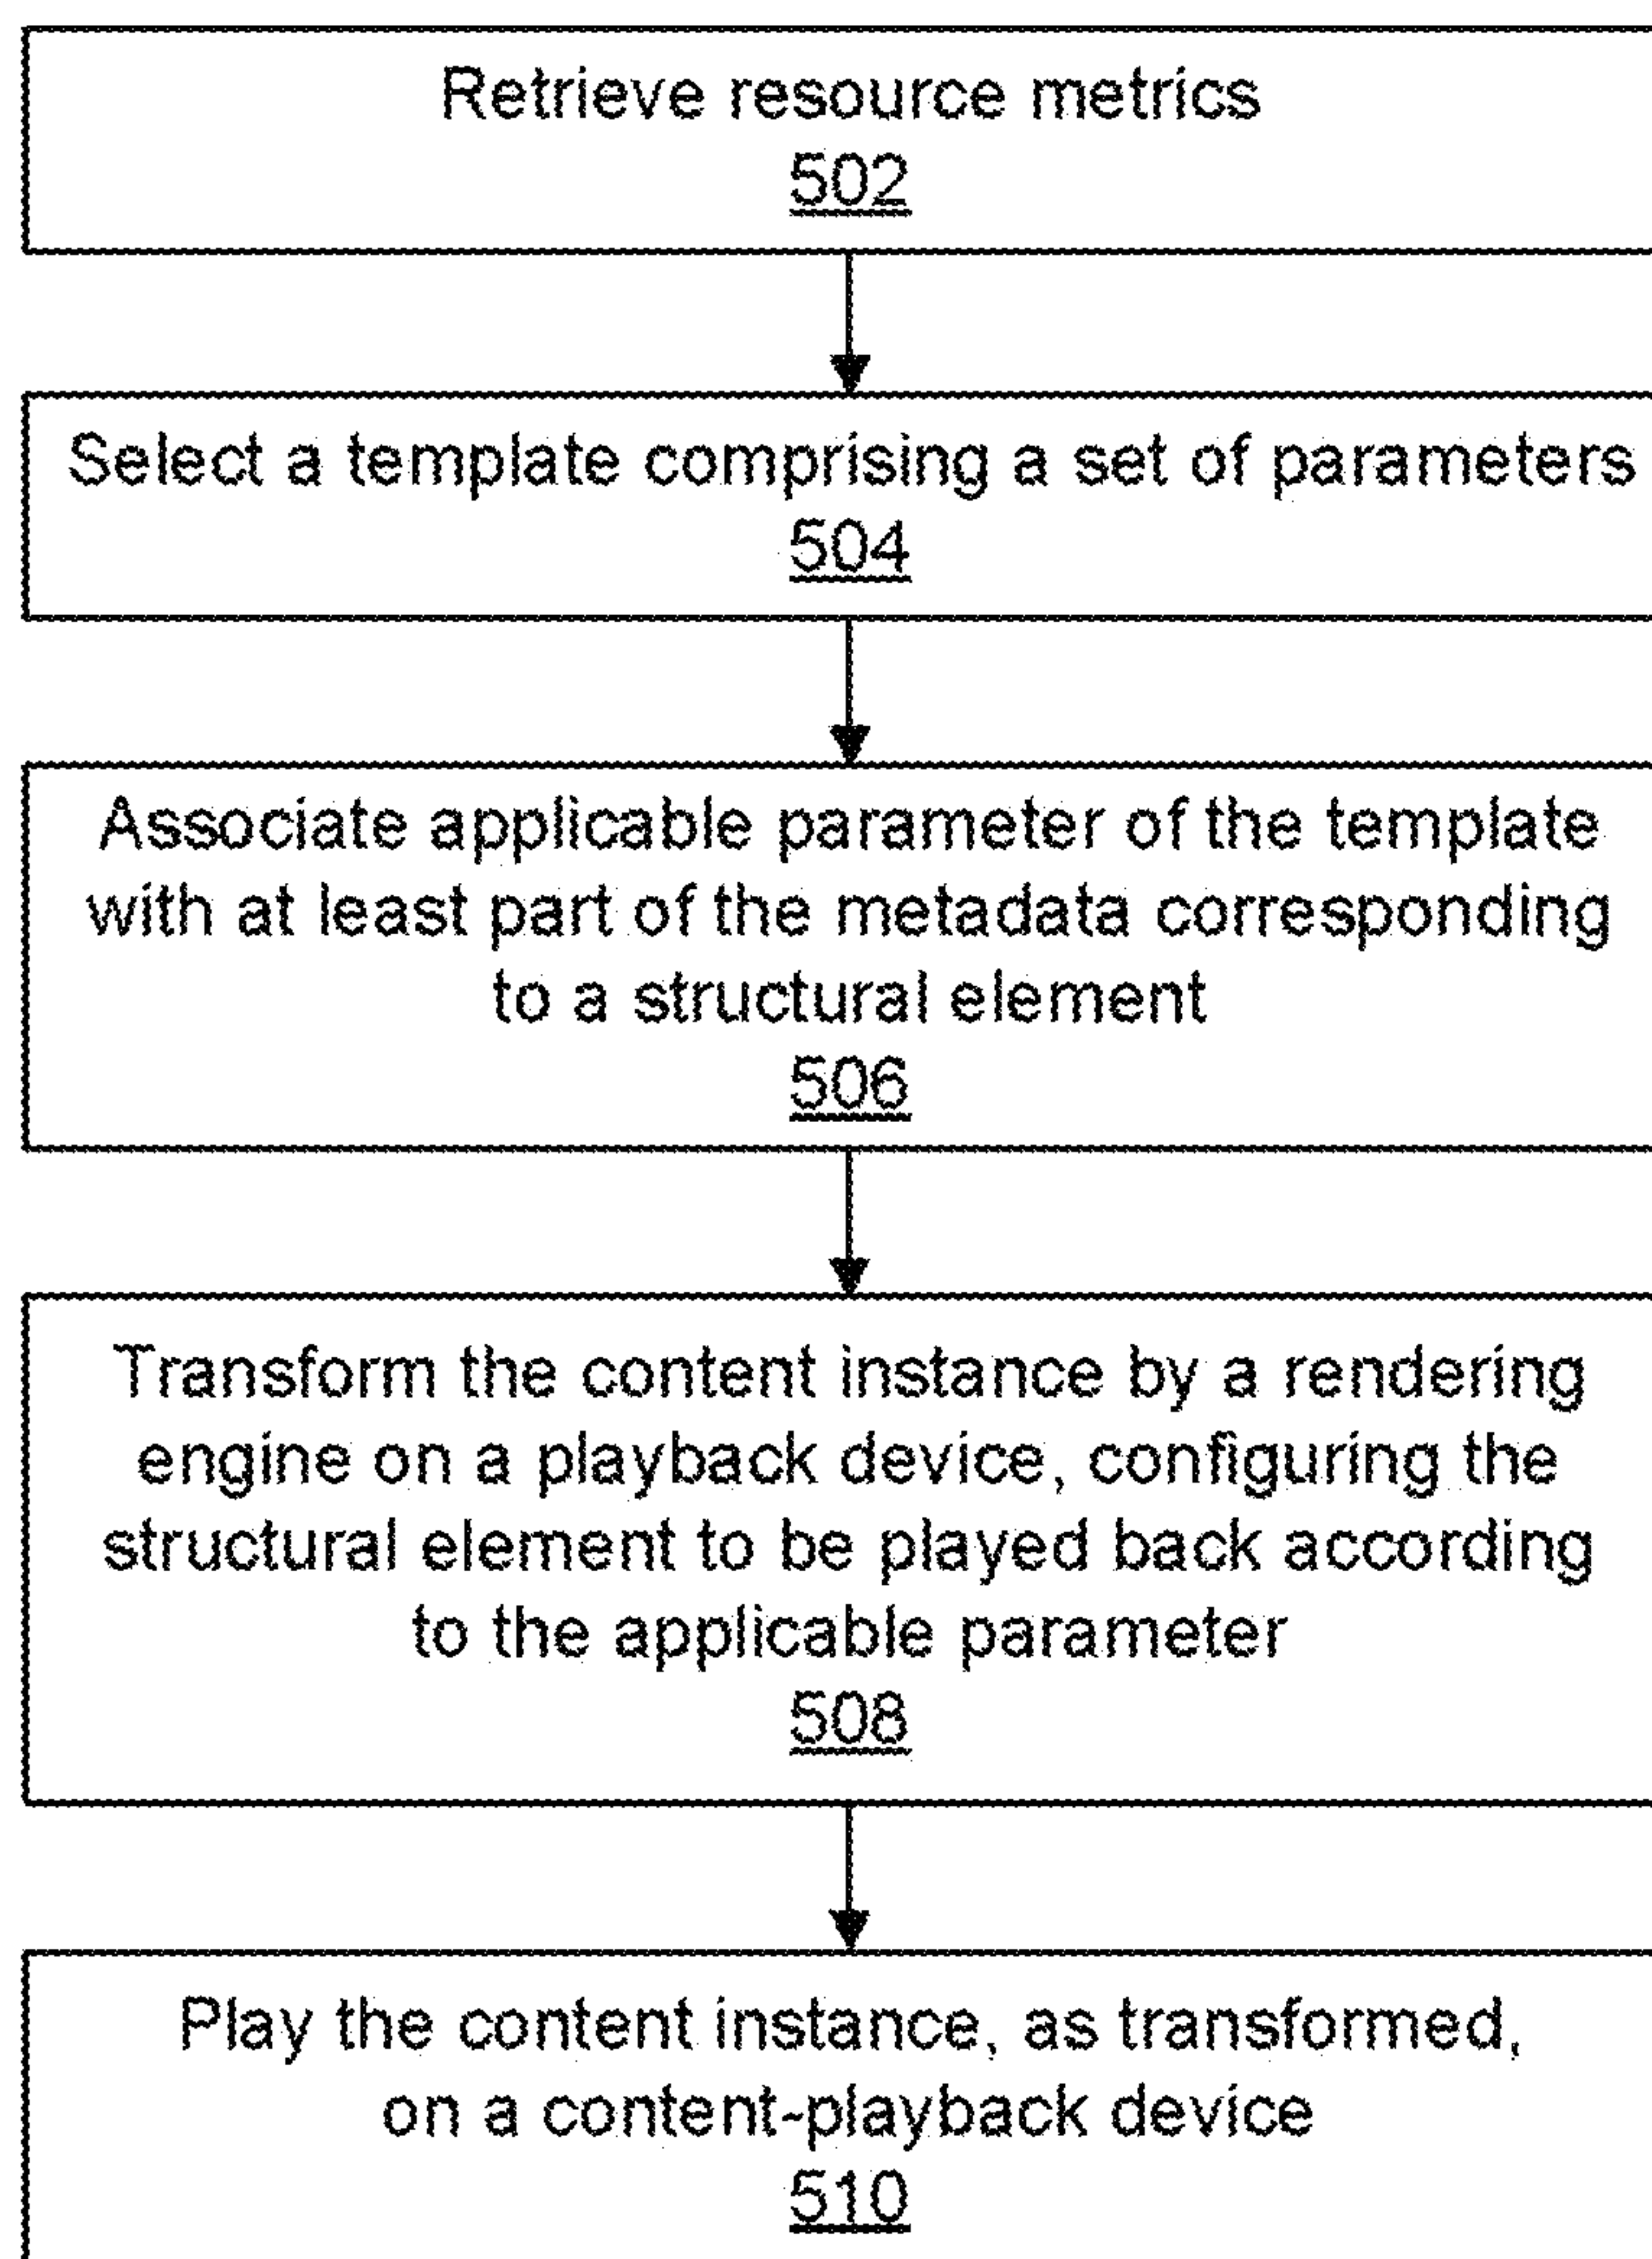 Retrieve resource metrics
502
Select a template comprising a set of parameters
504
Associate applicable parameter of the template
with at least part of the metadata corresponding
to a structural element
506
Transform the content instance by a rendering
engine on a playback device, configuring the
structural element to be played back according
to the applicable parameter
508
Play the content instance, as transformed,
on a content-playback device
510